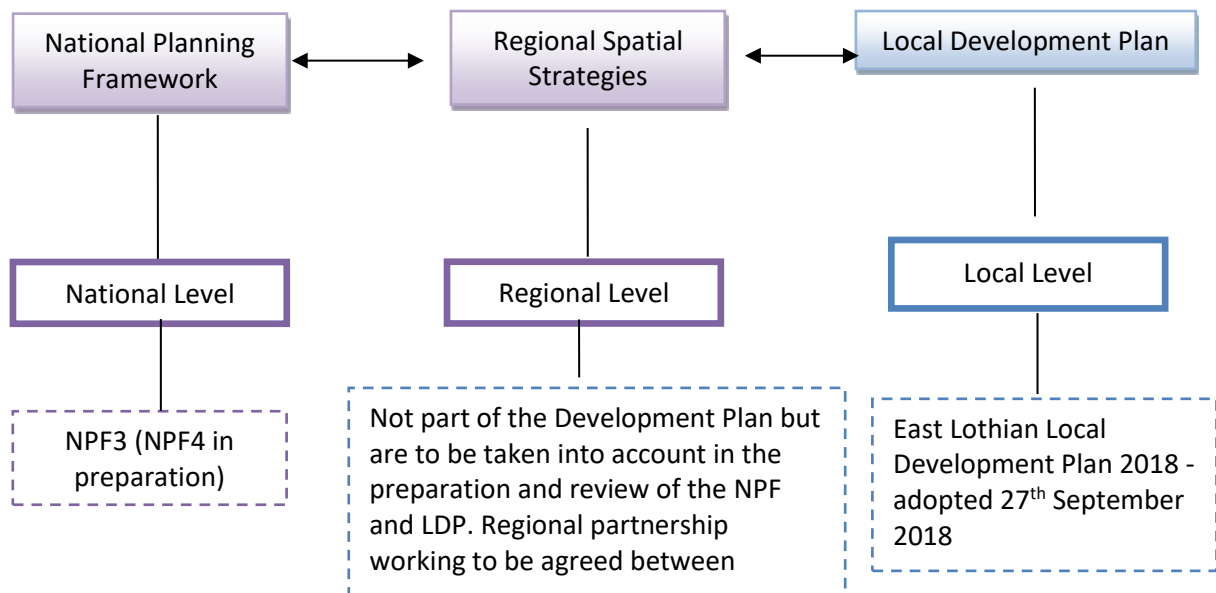 National Planning
Framework
Regional Spatial
Strategies
Local Development Plan
National Level
Regional Level
Local Level
NPF3 (NPF4 in
preparation)
Not part of the Development Plan but
are to be taken into account in the
preparation and review of the NPF
and LDP. Regional partnership
working to be agreed between
East Lothian Local
Development Plan 2018 -
adopted 27th September
2018